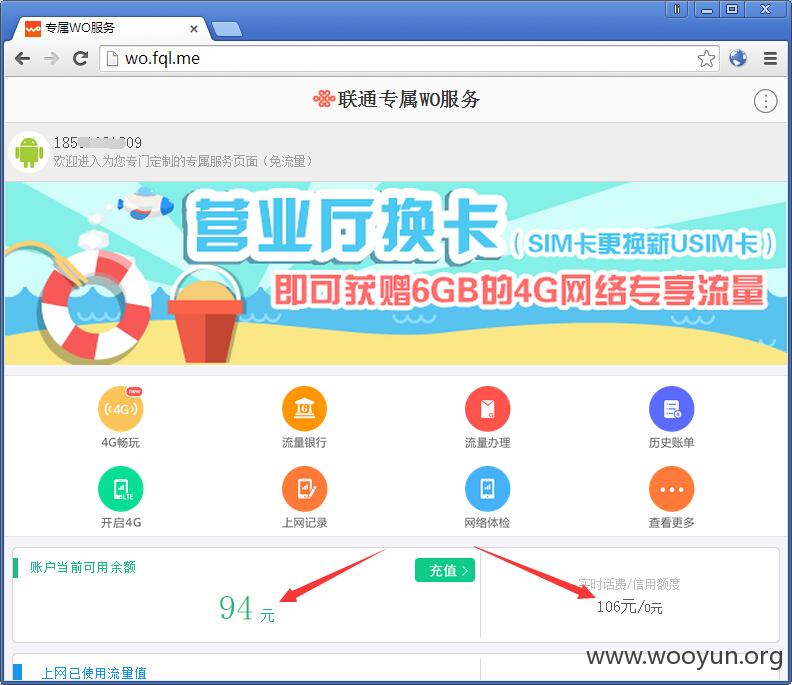 专属WO服务
wo.fql.me
联通专属WO服务
欢迎进入为您专门定制的专属服务页面（免流量）
营业厅换卡（SIM卡更换新USIM卡）
即可获赠6GB的4G网络专享流量
4G new
4G畅玩 流量银行 流量办理 历史账单
LTE
开启4G 上网记录 网络体检 查看更多
账户当前可用余额 充值 >
实时话费/信用额度
94 元 106元/0元
www.wooyun.org
上网已使用流量值